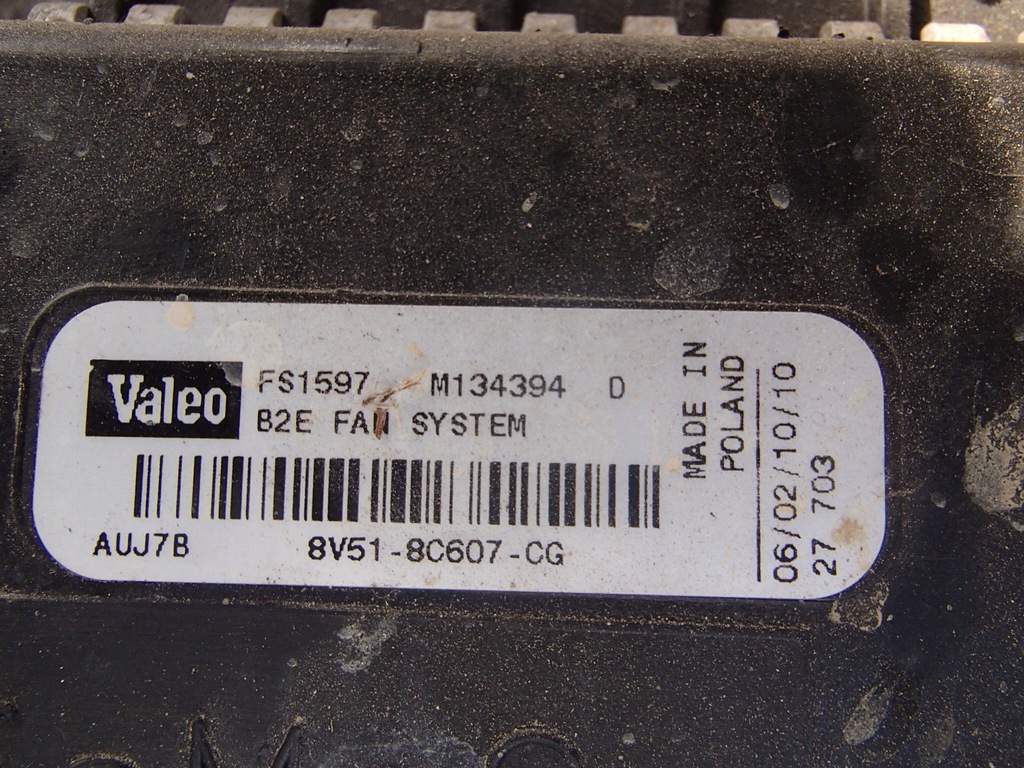 Valeo
FS1597 M134394 D
B2E FAN SYSTEM
AUJ7B 8V51-8C607-CG
MADE IN
POLAND
06/02/10/10
27 703